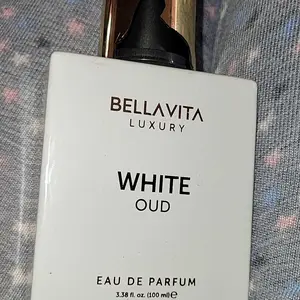 BELLAVITA
LUXURY
WHITE
OUD
EAU DE PARFUM
3.38 fl. oz. (100 ml) ℮